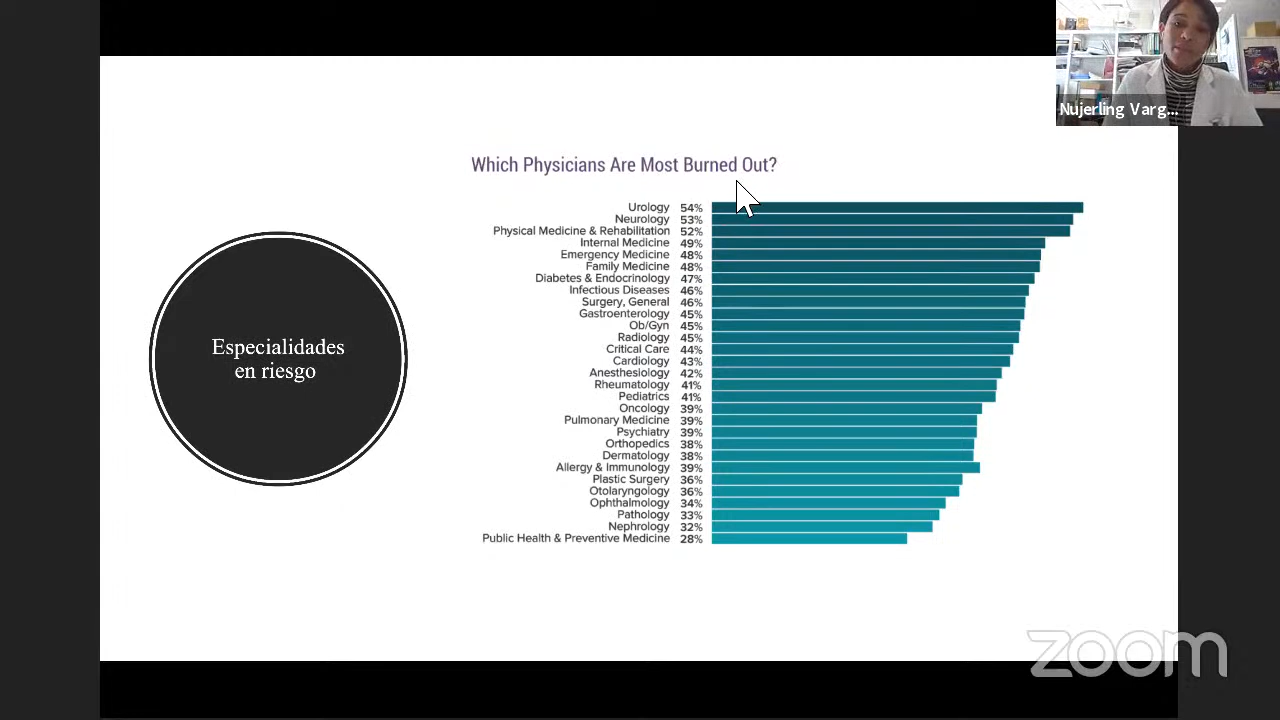 Nujerling Varg...
Which Physicians Are Most Burned Out?
Especialidades
en riesgo
Urology 54%
Neurology 53%
Physical Medicine & Rehabilitation 52%
Internal Medicine 49%
Emergency Medicine 48%
Family Medicine 48%
Diabetes & Endocrinology 47%
Infectious Diseases 46%
Surgery, General 46%
Gastroenterology 45%
Ob/Gyn 45%
Radiology 45%
Critical Care 44%
Cardiology 43%
Anesthesiology 42%
Rheumatology 41%
Pediatrics 41%
Oncology 39%
Pulmonary Medicine 39%
Psychiatry 39%
Orthopedics 38%
Dermatology 38%
Allergy & Immunology 39%
Plastic Surgery 36%
Otolaryngology 36%
Ophthalmology 34%
Pathology 33%
Nephrology 32%
Public Health & Preventive Medicine 28%
zoom